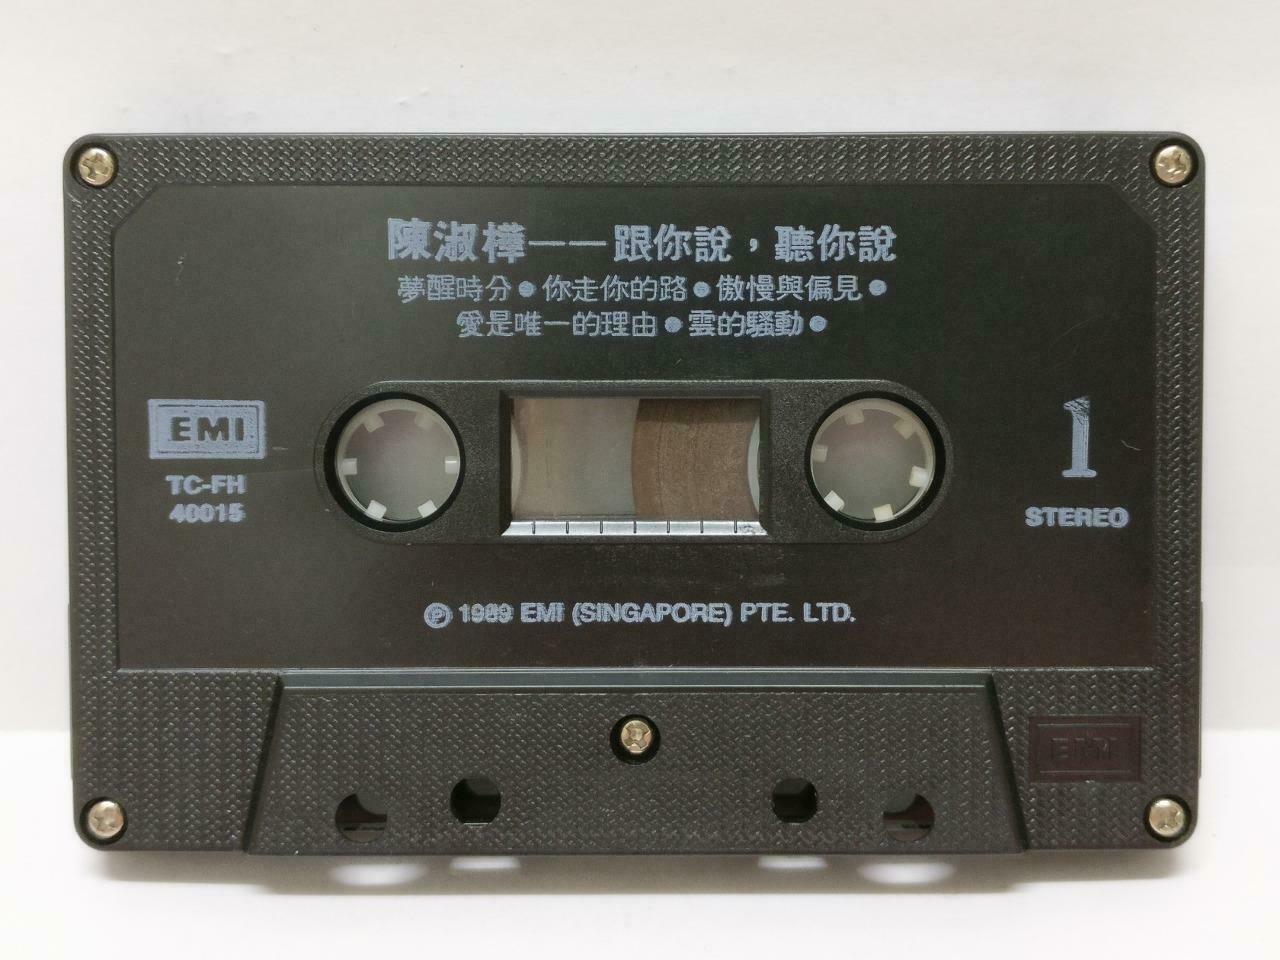 陳淑樺——跟你說，聽你說
夢醒時分●你走你的路●傲慢與偏見●
愛是唯一的理由●雲的騷動●
EMI
TC-FH
40015
1
STEREO
Ⓟ 1989 EMI (SINGAPORE) PTE. LTD.
EMI